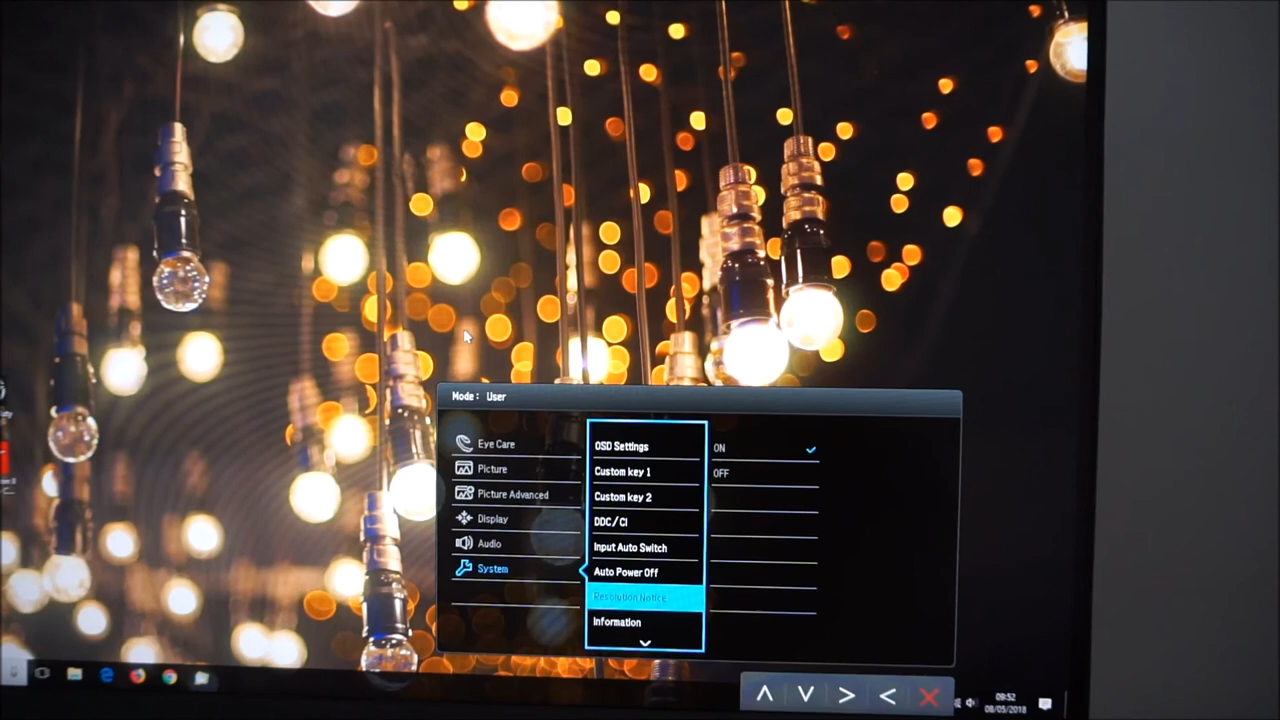 Mode: User
Eye Care
Picture
Picture Advanced
Display
Audio
System
OSD Settings
Custom key 1
Custom key 2
DDC/CI
Input Auto Switch
Auto Power Off
Resolution Notice
Information
ON
OFF
09:52
08/05/2018